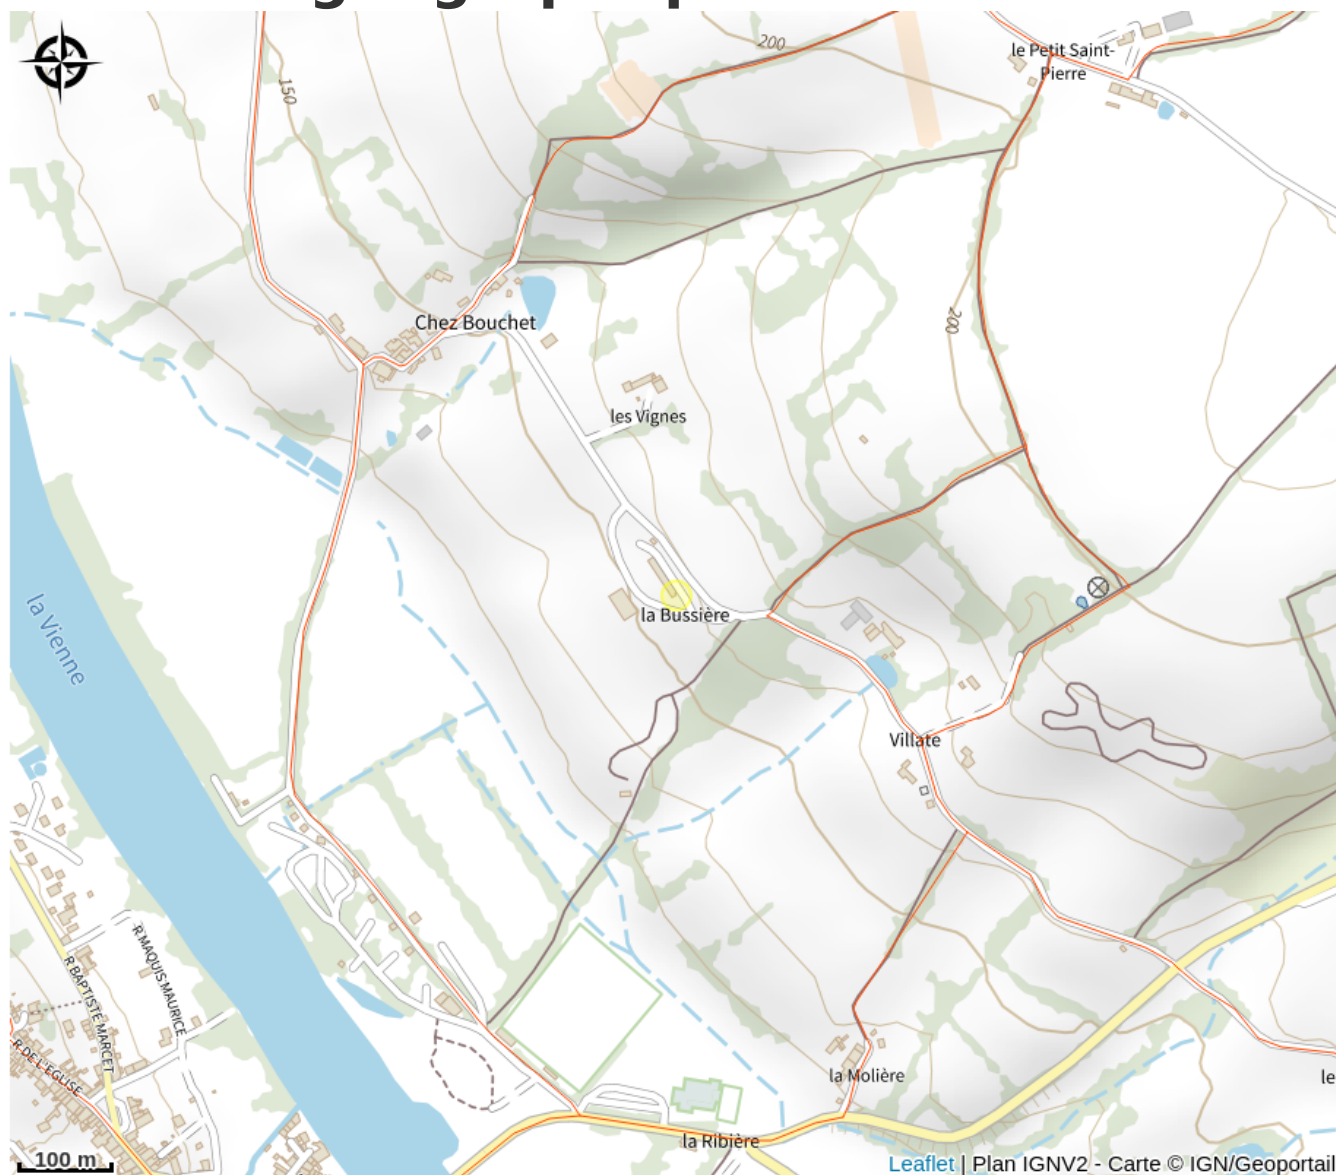 200
le Petit Saint-
Pierre
150
Chez Bouchet
200
les Vignes
la Vienne
la Bussière
Villate
R MAQUIS MAURICE
R BAPTISTE MARCET
R DE L'EGLISE
la Molière
le
la Ribière
100 m
Leaflet | Plan IGNV2 - Carte © IGN/Geoportail